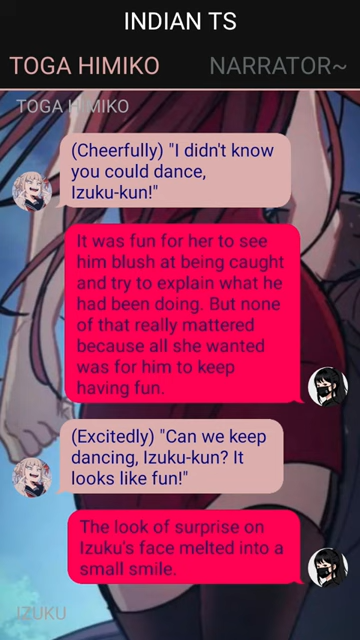 INDIAN TS
TOGA HIMIKO NARRATOR~
TOGA HIMIKO
(Cheerfully) "I didn't know
you could dance,
Izuku-kun!"
It was fun for her to see
him blush at being caught
and try to explain what he
had been doing. But none
of that really mattered
because all she wanted
was for him to keep
having fun.
(Excitedly) "Can we keep
dancing, Izuku-kun? It
looks like fun!"
The look of surprise on
Izuku's face melted into a
small smile.
IZUKU